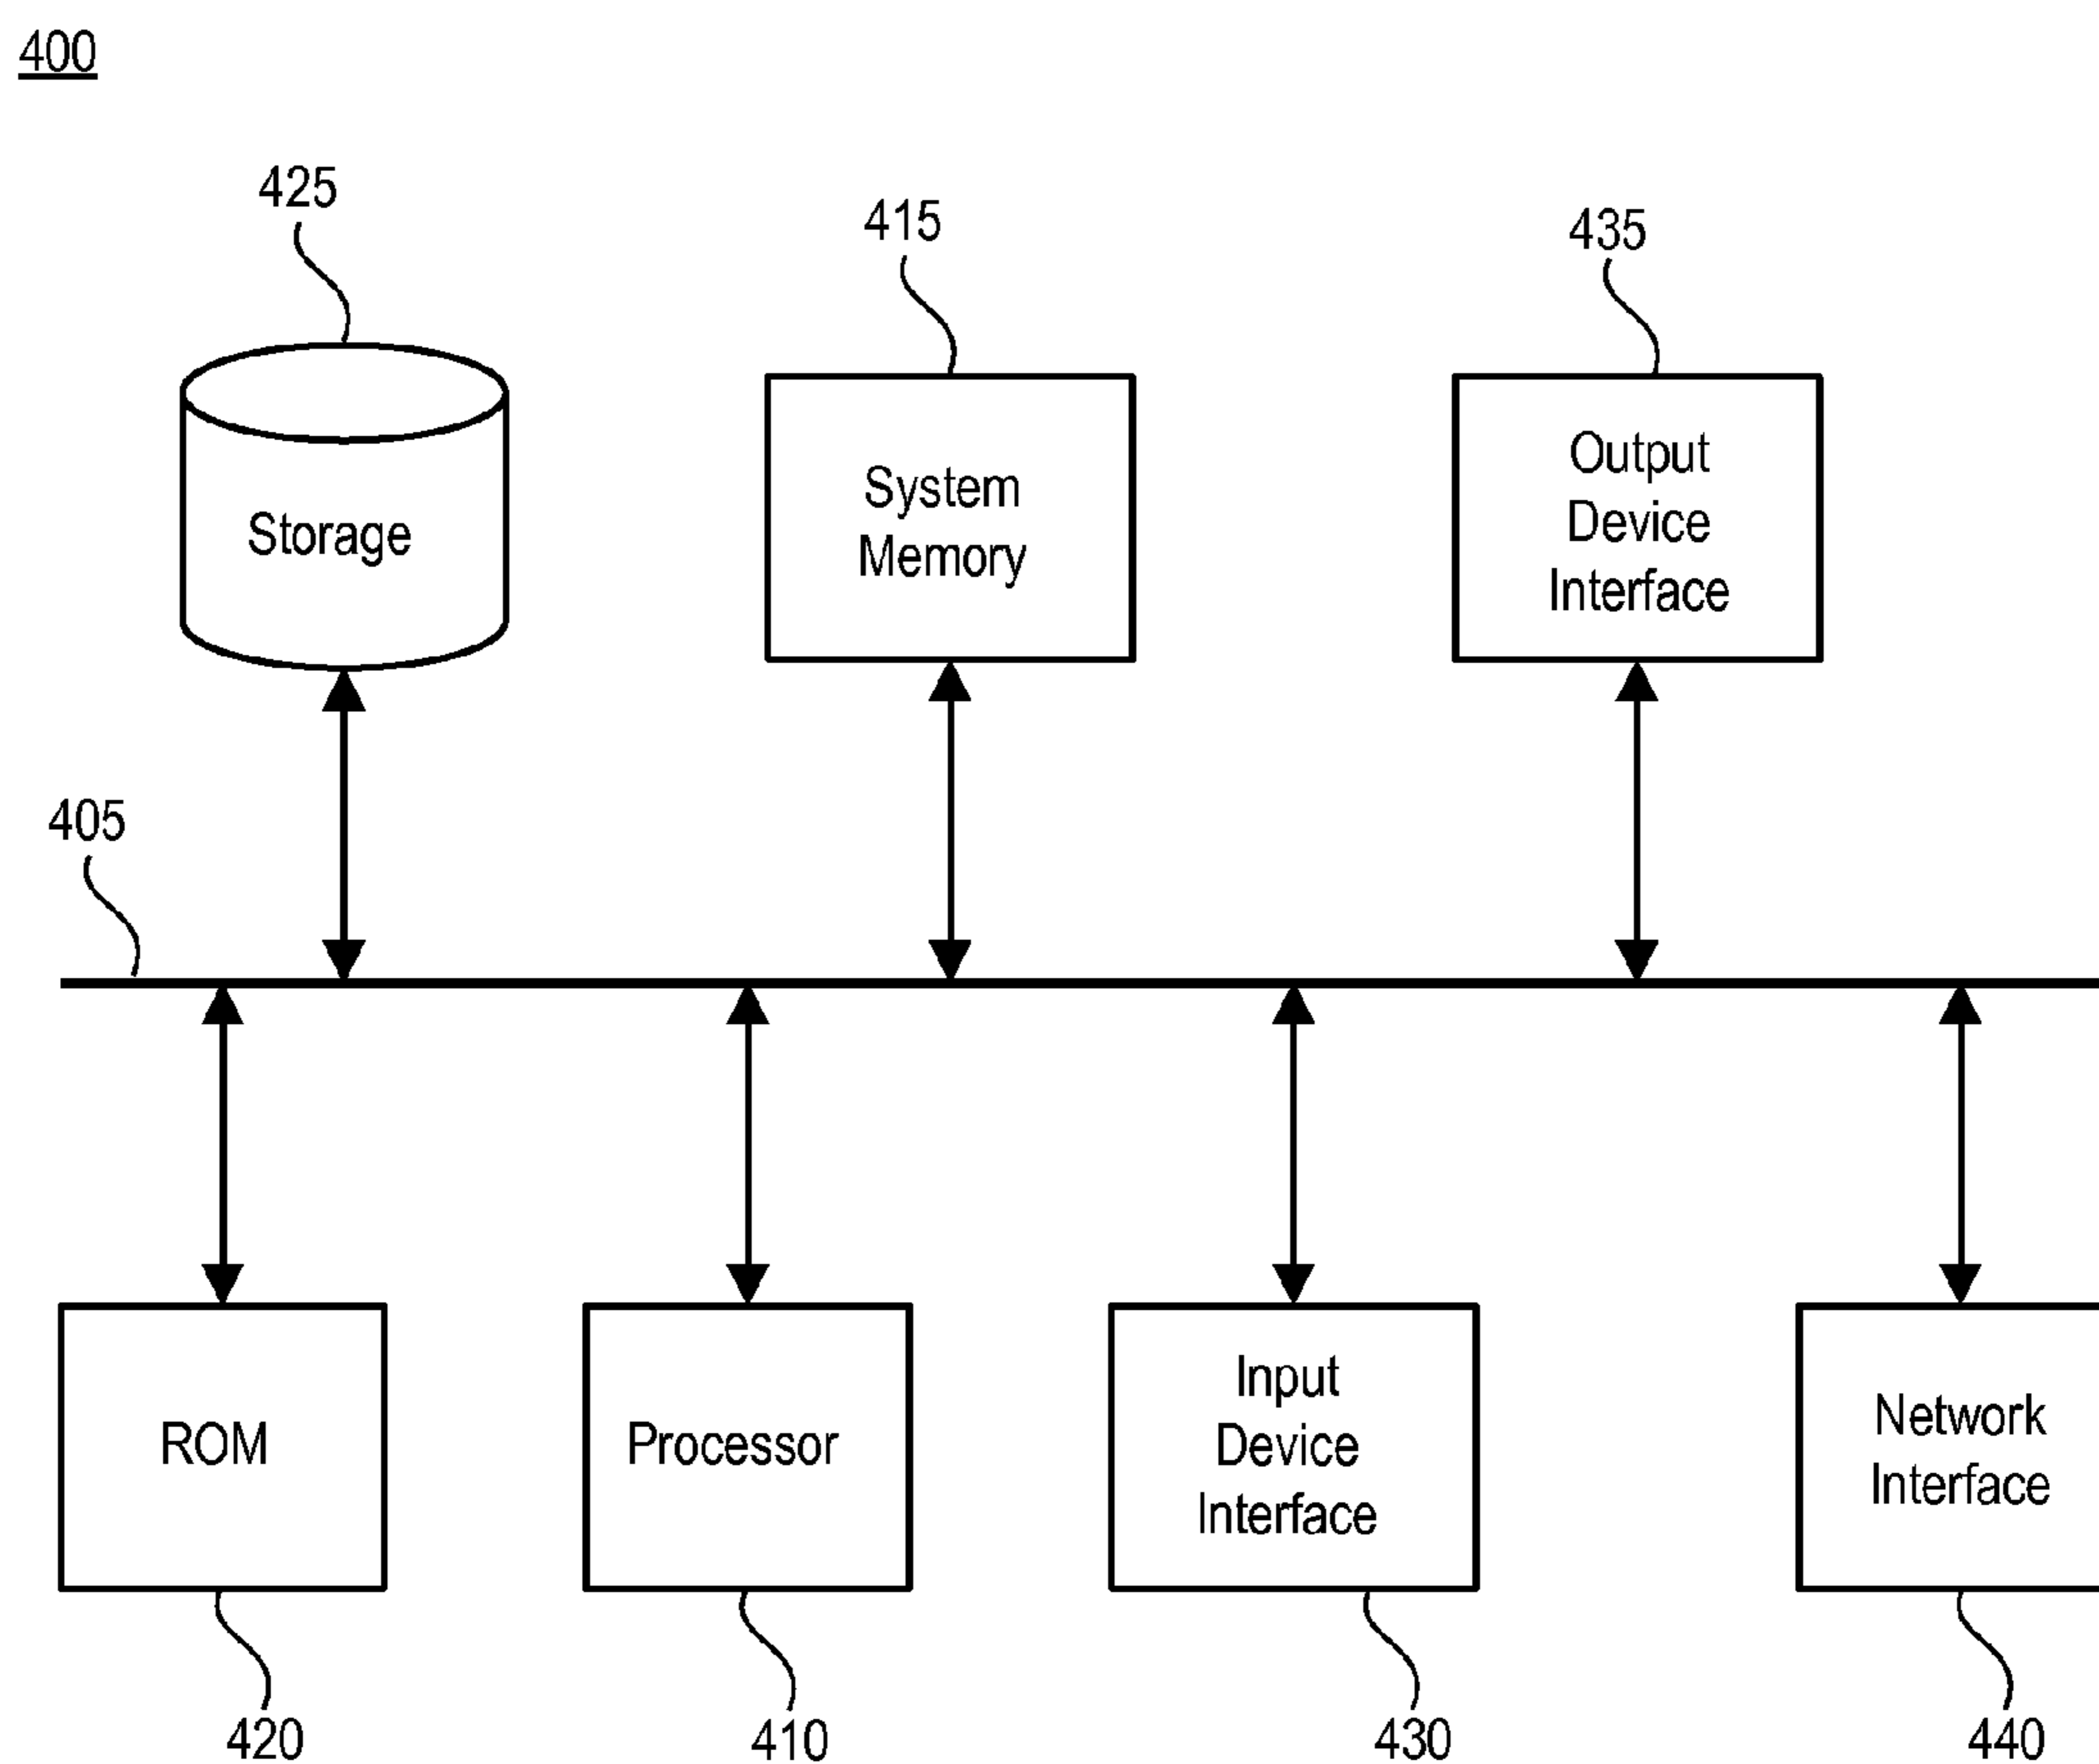 400
425
415
435
Storage
System
Memory
Output
Device
Interface
405
ROM
Processor
Input
Device
Interface
Network
Interface
420
410
430
440